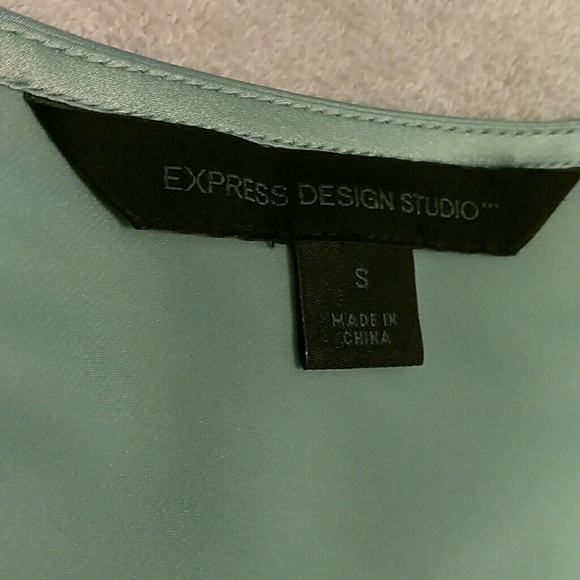 EXPRESS DESIGN STUDIO™
S
MADE IN
CHINA